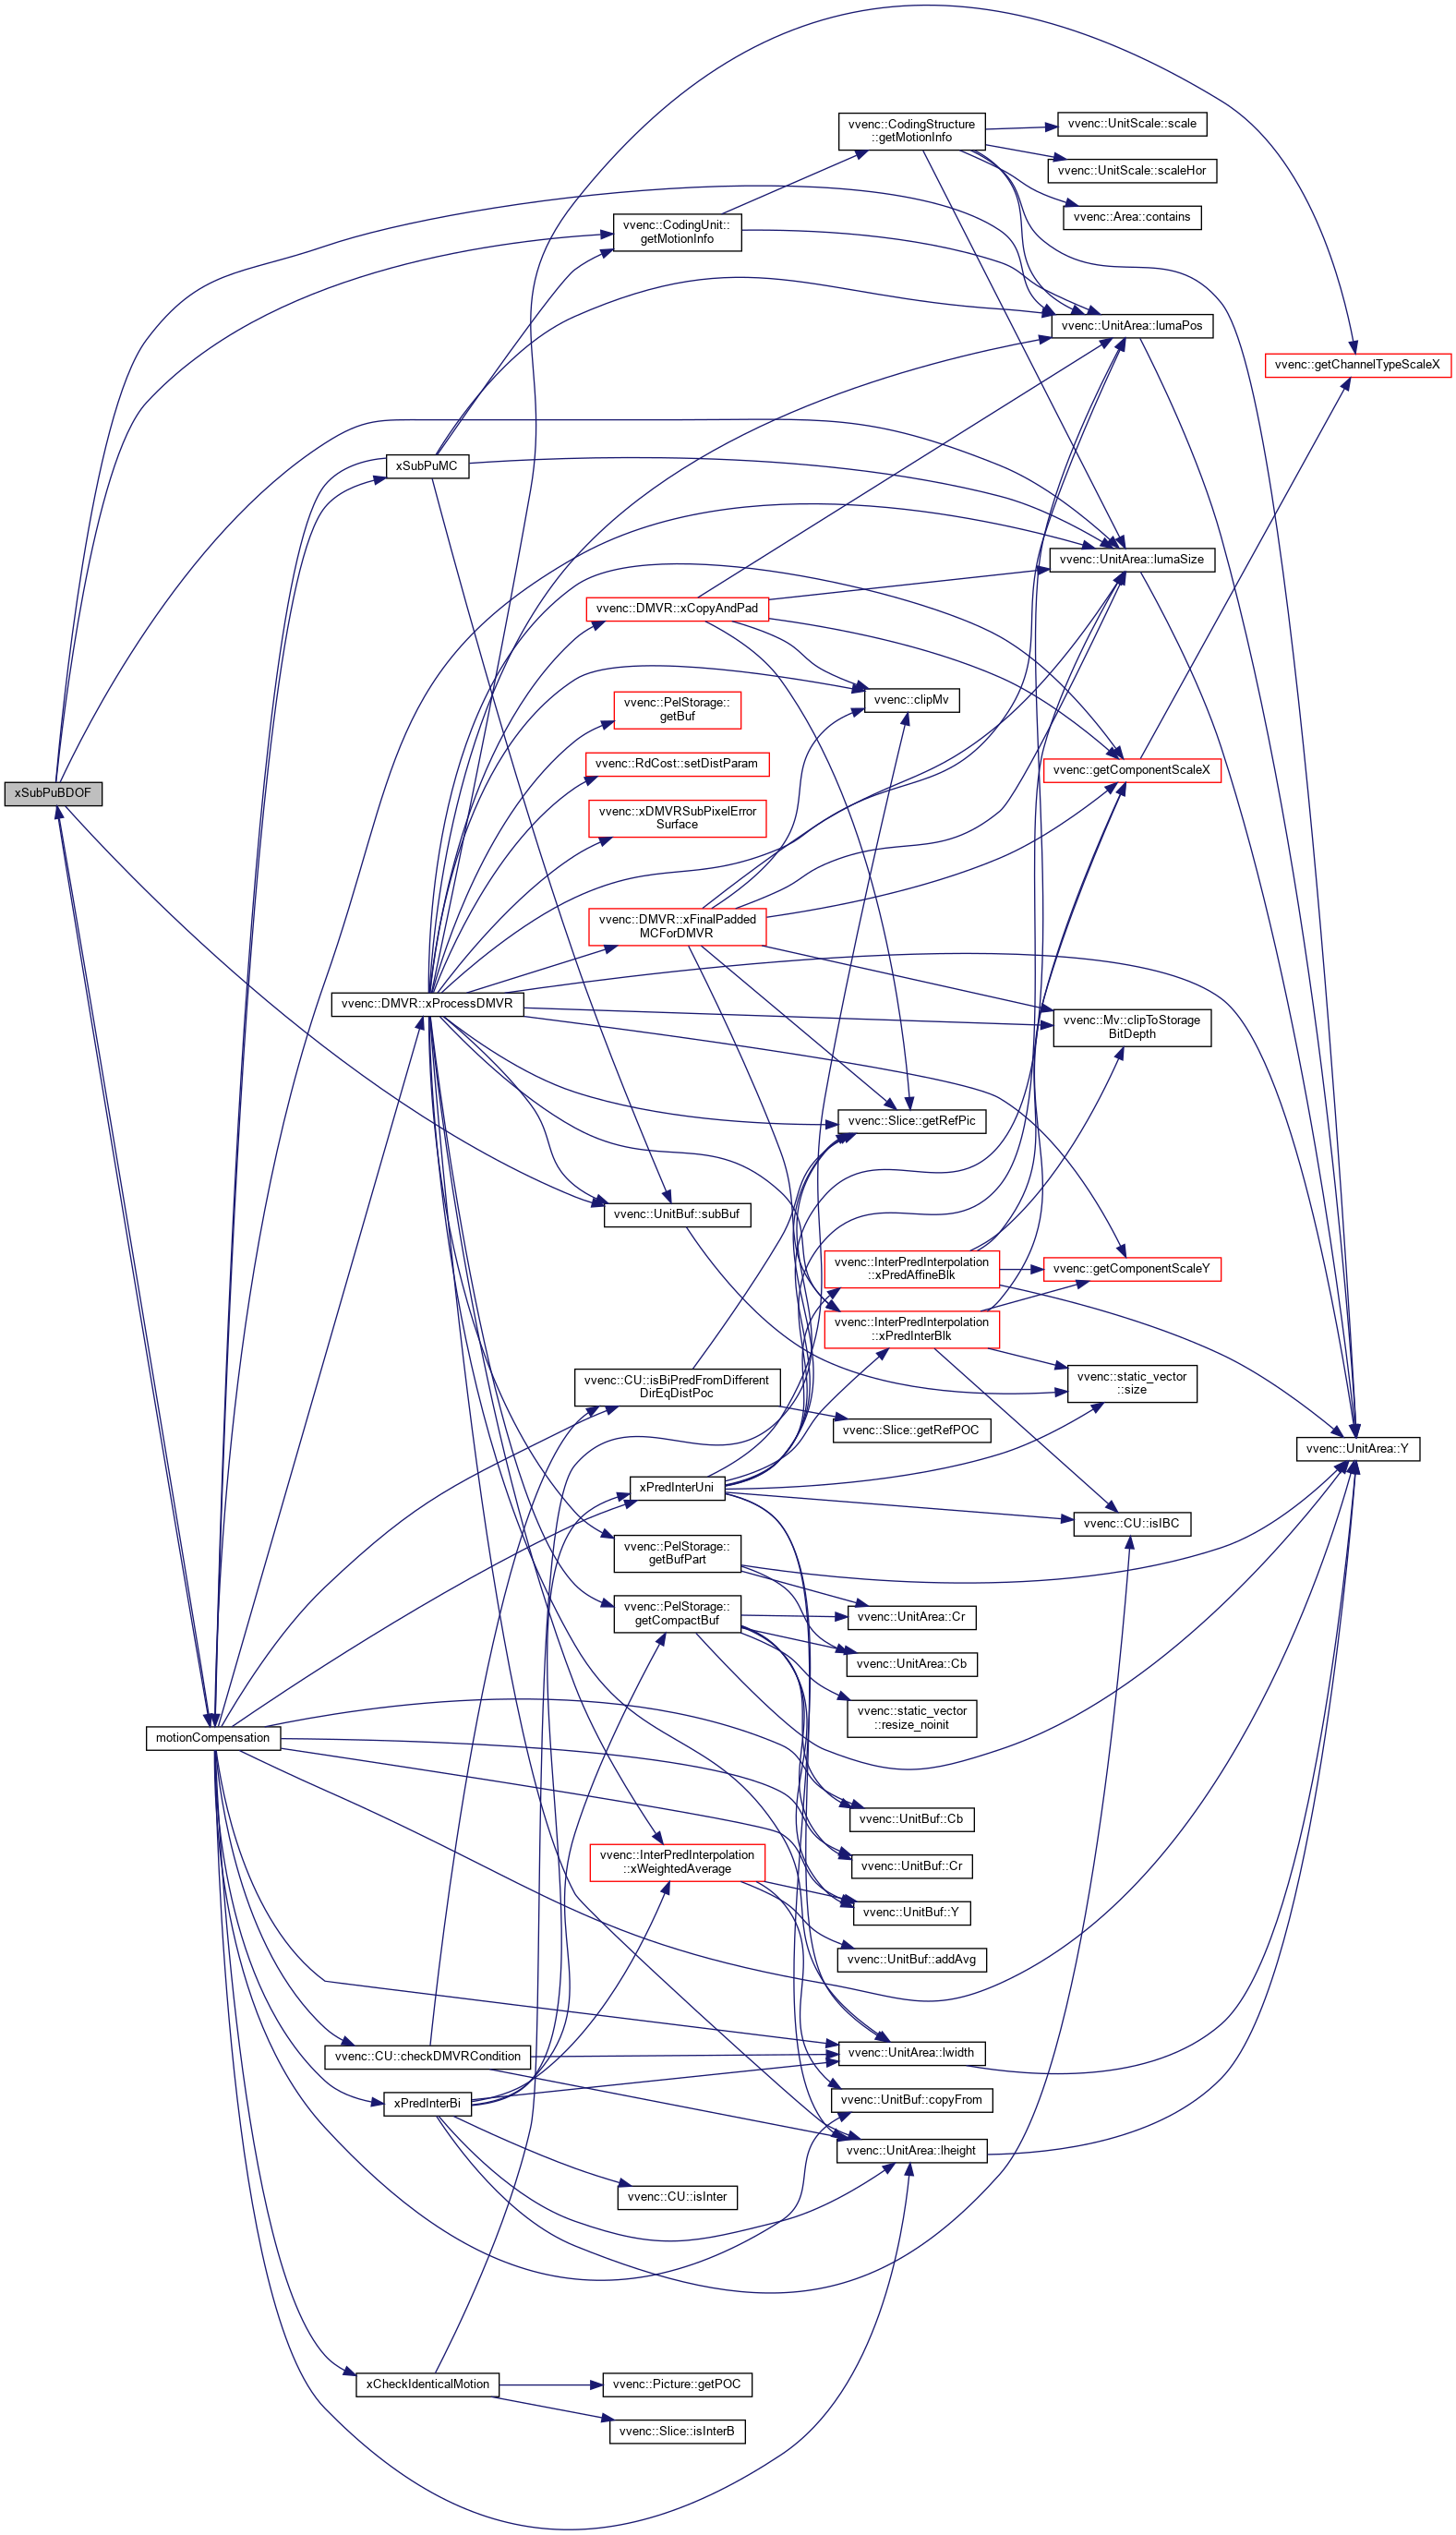 vvenc::CodingStructure
::getMotionInfo
vvenc::UnitScale::scale
vvenc::UnitScale::scaleHor
vvenc::Area::contains
vvenc::CodingUnit::
getMotionInfo
vvenc::UnitArea::lumaPos
vvenc::getChannelTypeScaleX
xSubPuMC
vvenc::UnitArea::lumaSize
vvenc::DMVR::xCopyAndPad
vvenc::PelStorage::
getBuf
vvenc::clipMv
vvenc::RdCost::setDistParam
vvenc::getComponentScaleX
xSubPuBDOF
vvenc::xDMVRSubPixelError
Surface
vvenc::DMVR::xFinalPadded
MCForDMVR
vvenc::DMVR::xProcessDMVR
vvenc::Mv::clipToStorage
BitDepth
vvenc::Slice::getRefPic
vvenc::UnitBuf::subBuf
vvenc::InterPredInterpolation
::xPredAffineBlk
vvenc::getComponentScaleY
vvenc::InterPredInterpolation
::xPredInterBlk
vvenc::CU::isBiPredFromDifferent
DirEqDistPoc
vvenc::static_vector
::size
vvenc::Slice::getRefPOC
vvenc::UnitArea::Y
xPredInterUni
vvenc::CU::isIBC
vvenc::PelStorage::
getBufPart
vvenc::PelStorage::
getCompactBuf
vvenc::UnitArea::Cr
vvenc::UnitArea::Cb
vvenc::static_vector
::resize_noinit
motionCompensation
vvenc::UnitBuf::Cb
vvenc::InterPredInterpolation
::xWeightedAverage
vvenc::UnitBuf::Cr
vvenc::UnitBuf::Y
vvenc::UnitBuf::addAvg
vvenc::CU::checkDMVRCondition
vvenc::UnitArea::lwidth
xPredInterBi
vvenc::UnitBuf::copyFrom
vvenc::UnitArea::lheight
vvenc::CU::isInter
xCheckIdenticalMotion
vvenc::Picture::getPOC
vvenc::Slice::isInterB